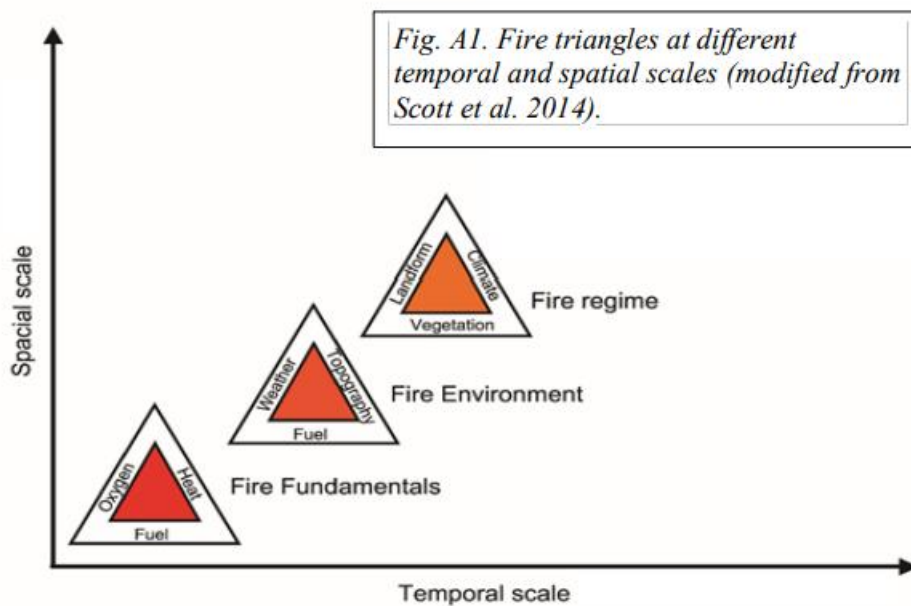 Fig. A1. Fire triangles at different
temporal and spatial scales (modified from
Scott et al. 2014).
Spacial scale
Landform
Climate
Vegetation
Fire regime
Weather
Topography
Fuel
Fire Environment
Oxygen
Heat
Fuel
Fire Fundamentals
Temporal scale